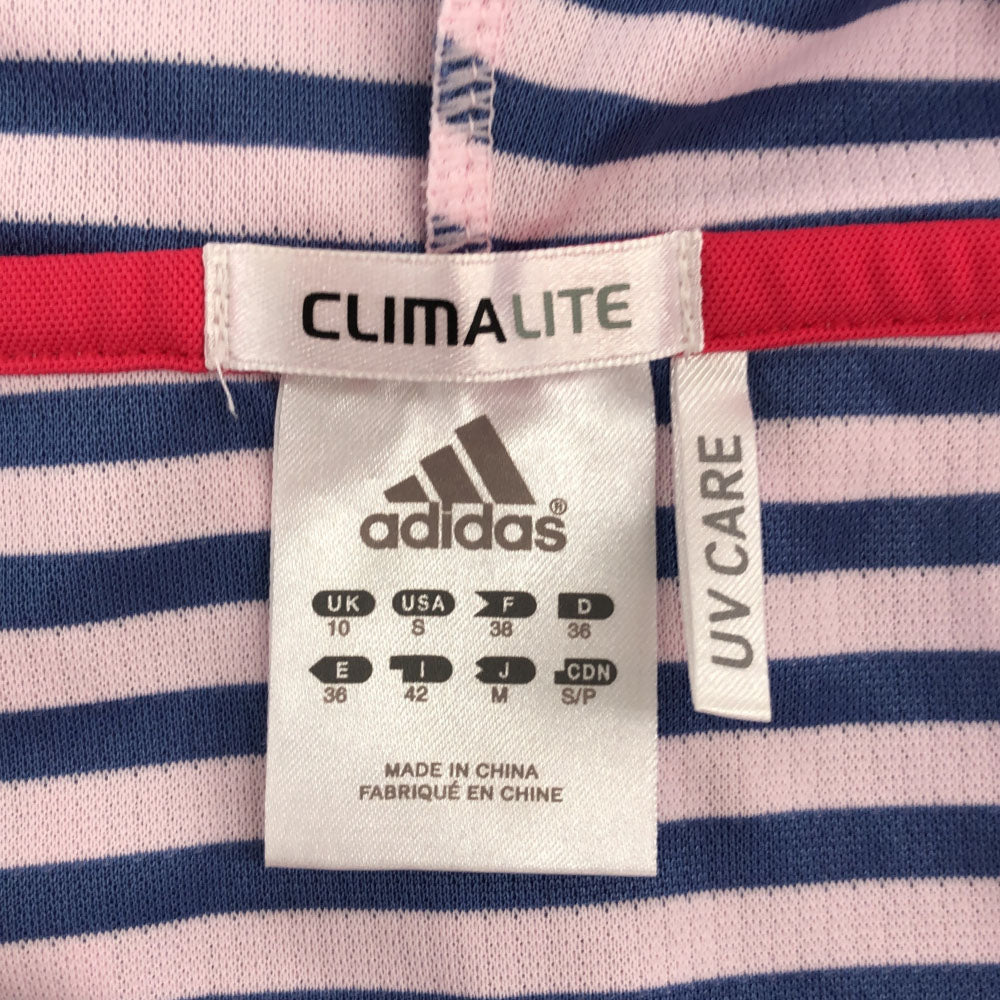 CLIMALITE
adidas®
UK USA F D
10 S 38 36
E I J CDN
36 42 M S/P
MADE IN CHINA
FABRIQUÉ EN CHINE
UV CARE